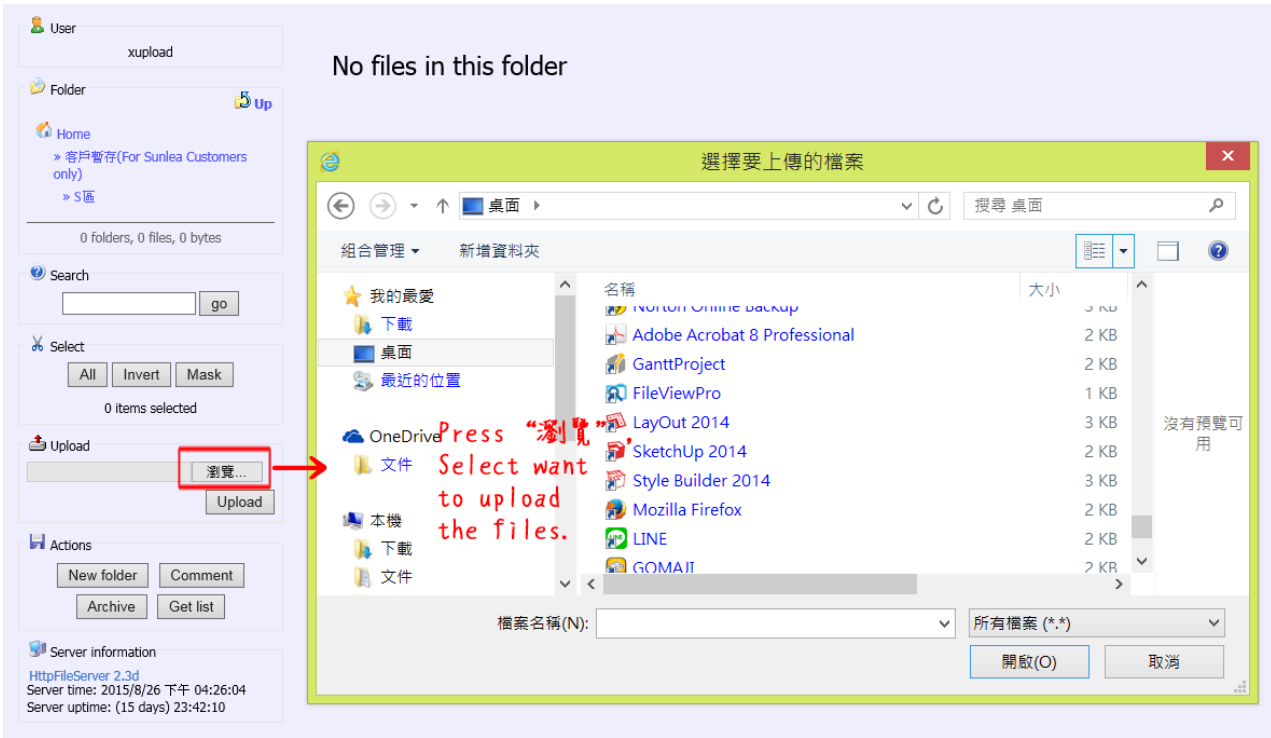 User
xupload
Folder
Up
Home
» 客戶暫存(For Sunlea Customers
only)
» S區
0 folders, 0 files, 0 bytes
Search
go
Select
All Invert Mask
0 items selected
Upload
瀏覽...
Upload
Actions
New folder Comment
Archive Get list
Server information
HttpFileServer 2.3d
Server time: 2015/8/26 下午 04:26:04
Server uptime: (15 days) 23:42:10
No files in this folder
選擇要上傳的檔案
桌面
搜尋 桌面
組合管理 新增資料夾
我的最愛
下載
桌面
最近的位置
OneDrive
文件
本機
下載
文件
Press “瀏覽”,
Select want
to upload
the files.
名稱 大小
Norton Online Backup 3 KB
Adobe Acrobat 8 Professional 2 KB
GanttProject 2 KB
FileViewPro 1 KB
LayOut 2014 3 KB
SketchUp 2014 2 KB
Style Builder 2014 3 KB
Mozilla Firefox 2 KB
LINE 2 KB
GOMAJI 2 KB
沒有預覽可
用
檔案名稱(N):
所有檔案 (*.*)
開啟(O) 取消